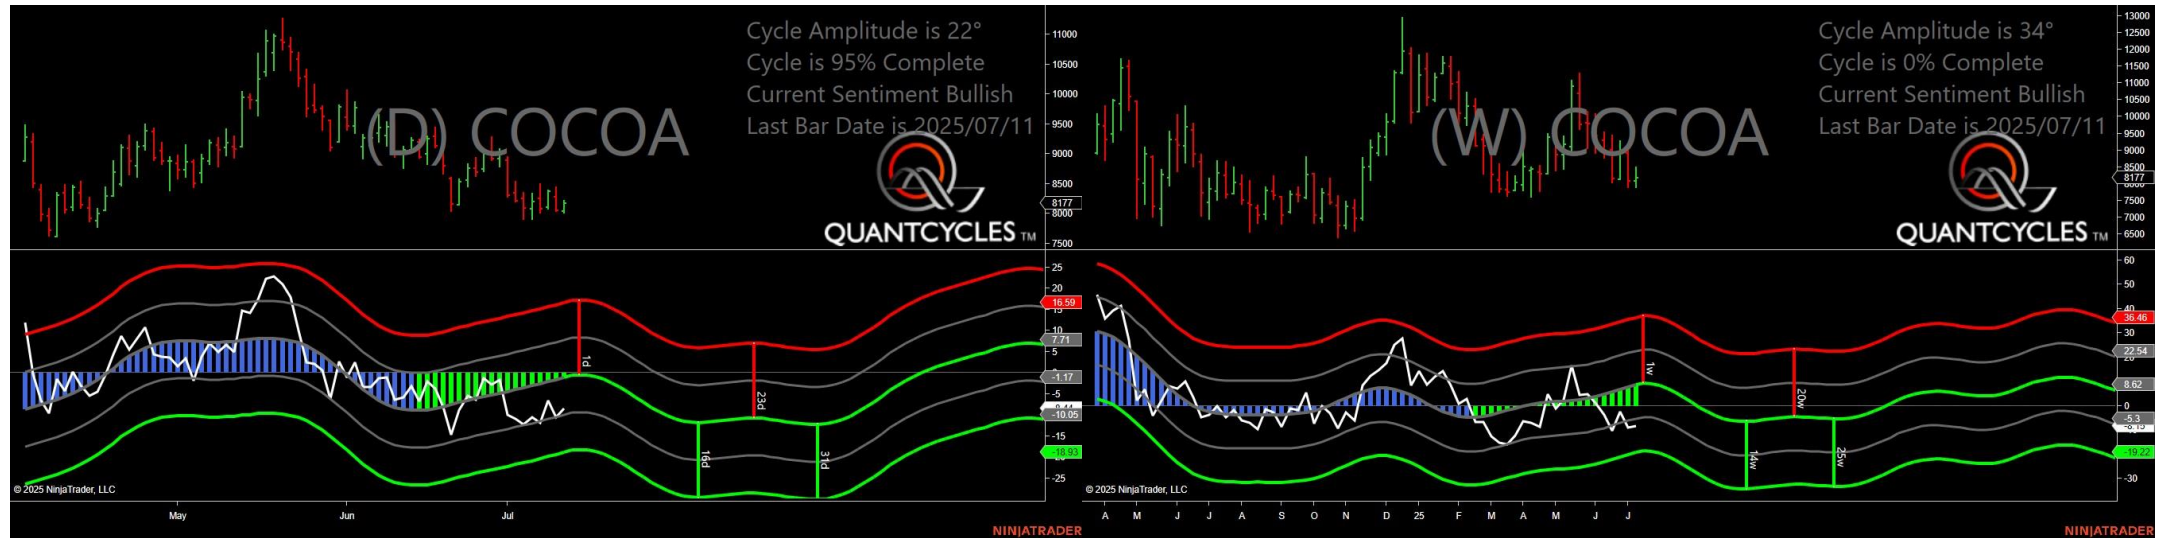 Cycle Amplitude is 22°
Cycle is 95% Complete
Current Sentiment Bullish
Last Bar Date is 2025/07/11
(D) COCOA
QUANTCYCLES TM
11000
10500
10000
9500
9000
8500
8177
8000
7500
25
20
16.59
10
7.71
5
-1.17
-5
-10.05
-15
-18.93
-25
1d
23d
16d
31d
© 2025 NinjaTrader, LLC
May
Jun
Jul
NINJATRADER
Cycle Amplitude is 34°
Cycle is 0% Complete
Current Sentiment Bullish
Last Bar Date is 2025/07/11
(W) COCOA
QUANTCYCLES TM
13000
12500
12000
11500
11000
10500
10000
9500
9000
8500
8177
7500
7000
6500
60
50
40
36.46
30
22.54
8.62
0
-5.3
-19.22
-30
1w
20w
14w
25w
© 2025 NinjaTrader, LLC
A M J J A S O N D 25 F M A M J J
NINJATRADER